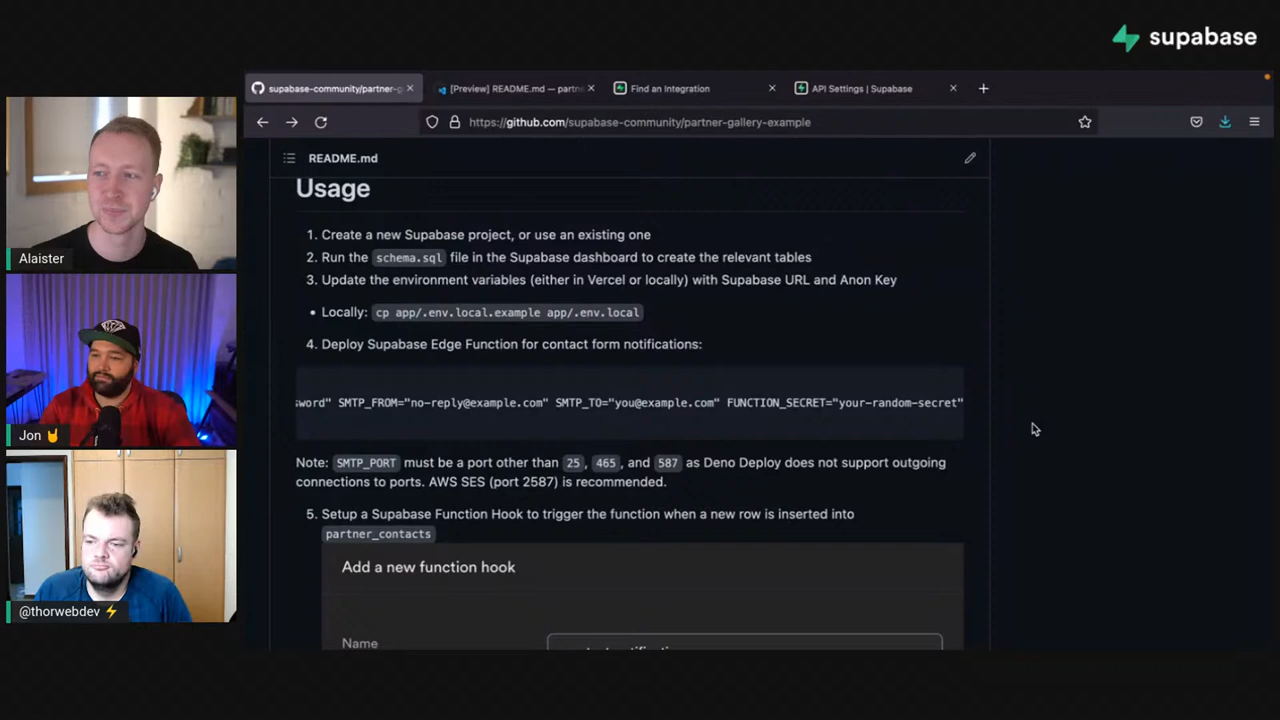 supabase
supabase-community/partner-g
[Preview] README.md — partn
Find an Integration
API Settings | Supabase
https://github.com/supabase-community/partner-gallery-example
README.md
Usage
1. Create a new Supabase project, or use an existing one
2. Run the schema.sql file in the Supabase dashboard to create the relevant tables
3. Update the environment variables (either in Vercel or locally) with Supabase URL and Anon Key
• Locally: cp app/.env.local.example app/.env.local
4. Deploy Supabase Edge Function for contact form notifications:
sword" SMTP_FROM="no-reply@example.com" SMTP_TO="you@example.com" FUNCTION_SECRET="your-random-secret"
Note: SMTP_PORT must be a port other than 25, 465, and 587 as Deno Deploy does not support outgoing
connections to ports. AWS SES (port 2587) is recommended.
5. Setup a Supabase Function Hook to trigger the function when a new row is inserted into
partner_contacts
Add a new function hook
Name
Alaister
Jon 🤘
@thorwebdev ⚡